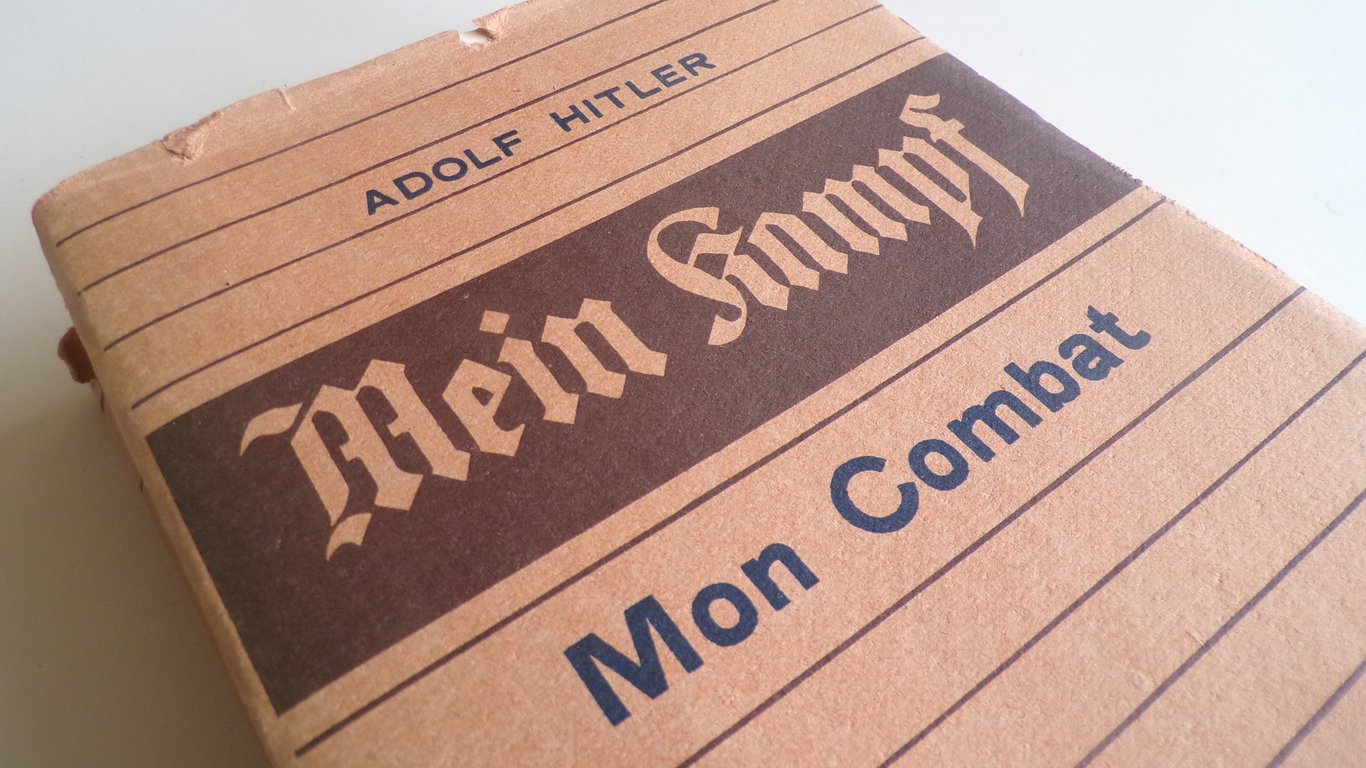 ADOLF HITLER
Mein Kampf
Mon Combat